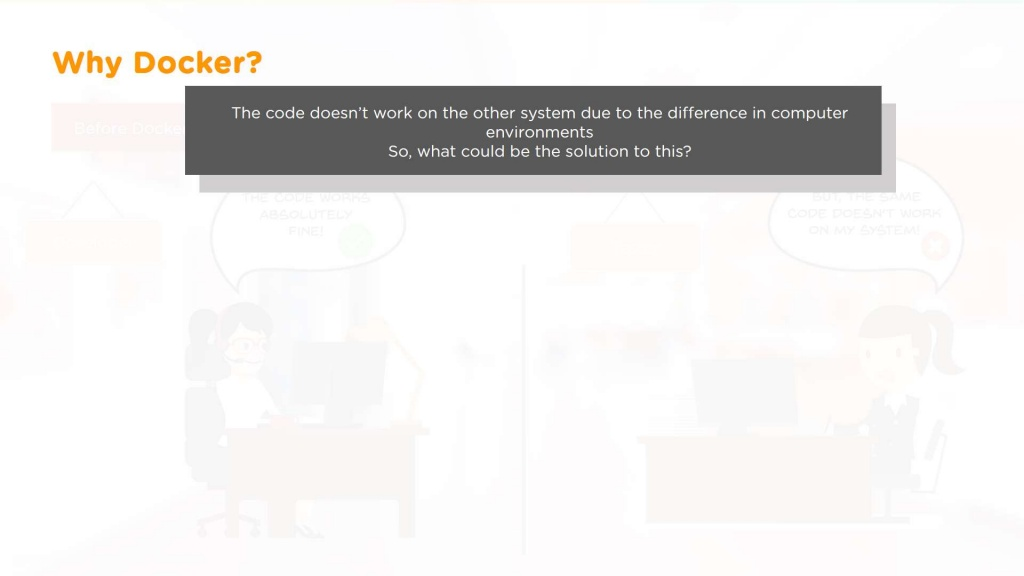 Why Docker?
The code doesn't work on the other system due to the difference in computer
environments
So, what could be the solution to this?
Before Docker
THE CODE WORKS
ABSOLUTELY
FINE!
BUT, THE SAME
CODE DOESN'T WORK
ON MY SYSTEM!